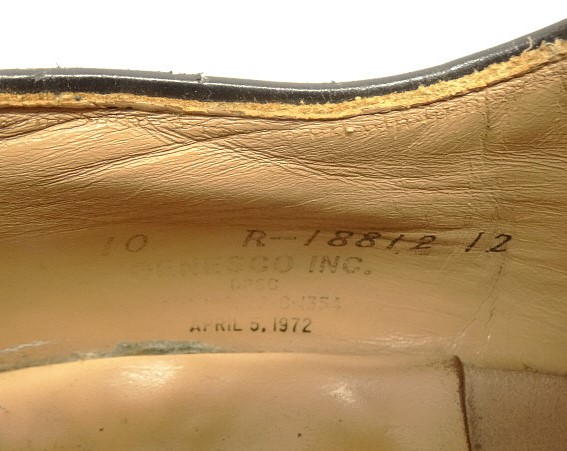 10 R-18812 12
GENESCO INC.
DPSC
APRIL 5, 1972